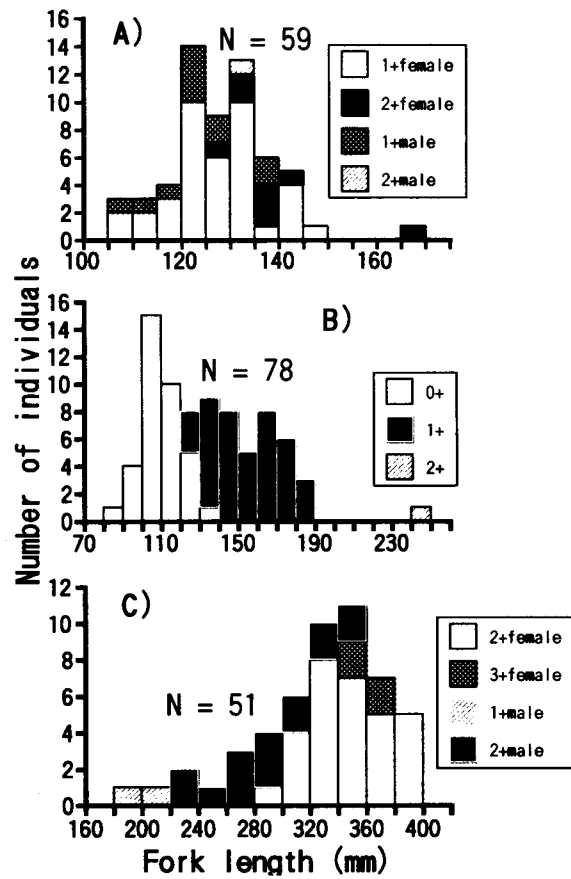 A)
N = 59
16
14
12
10
8
6
4
2
0
100 120 140 160
1+female
2+female
1+male
2+male
Number of individuals
B)
N = 78
16
14
12
10
8
6
4
2
0
70 110 150 190 230
0+
1+
2+
C)
N = 51
12
10
8
6
4
2
0
160 200 240 280 320 360 400
2+female
3+female
1+male
2+male
Fork length (mm)